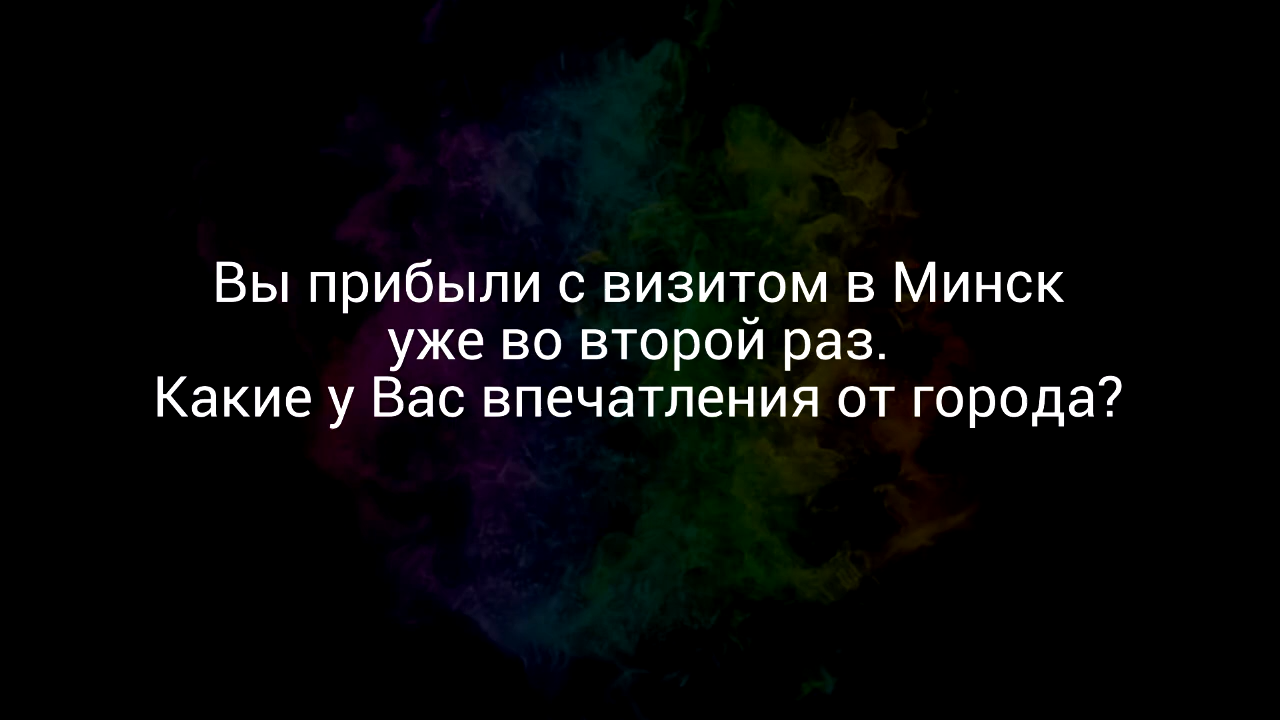 Вы прибыли с визитом в Минск
уже во второй раз.
Какие у Вас впечатления от города?